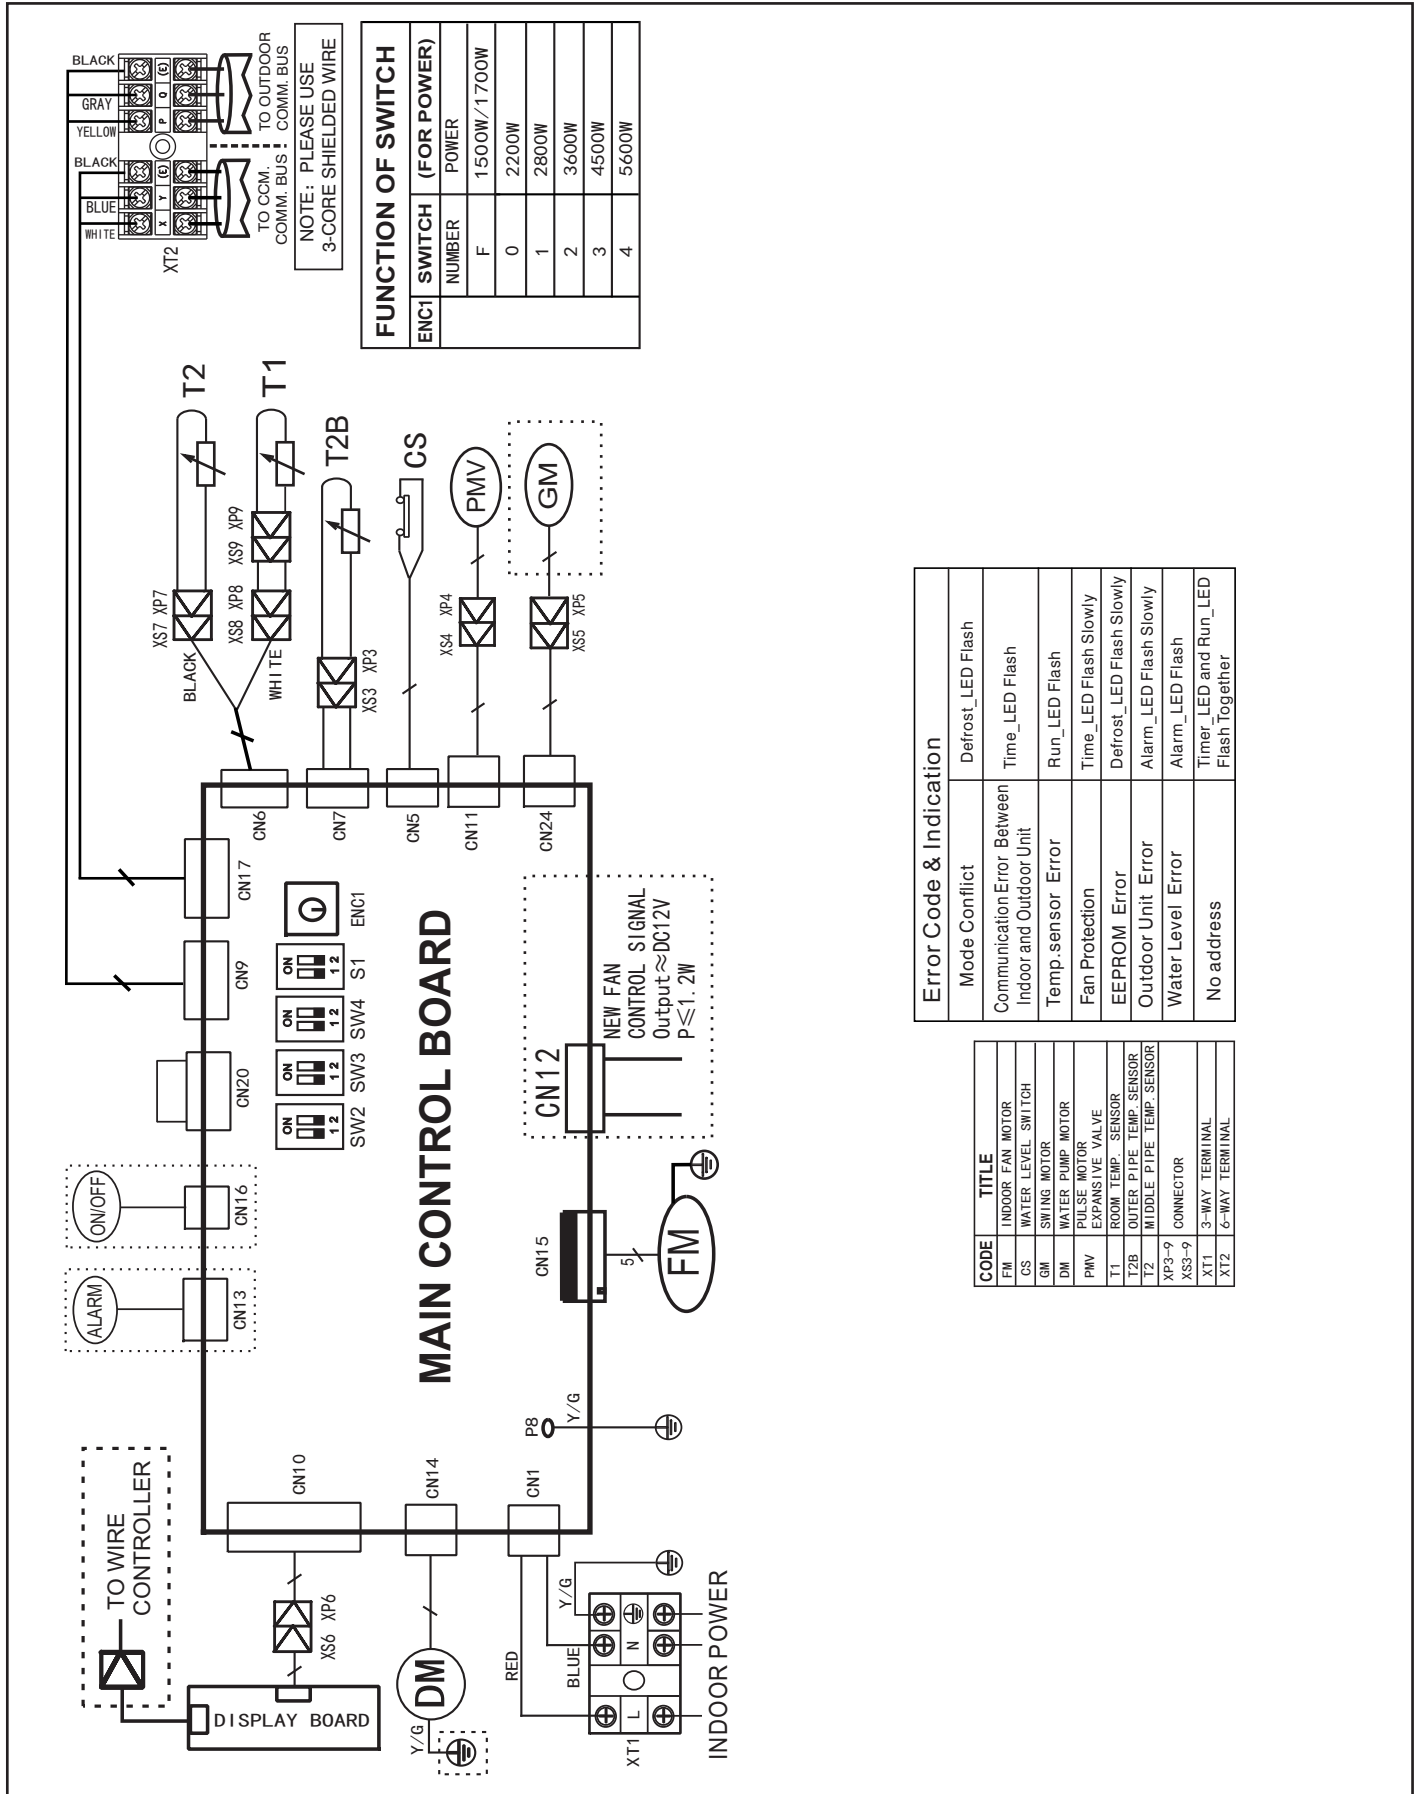 TO WIRE
CONTROLLER
DISPLAY BOARD
XS6 XP6
CN10
DM
Y/G
CN14
CN1
RED
BLUE
Y/G
XT1
L
N
INDOOR POWER
P8
Y/G
ALARM
CN13
ON/OFF
CN16
CN20
CN9
CN17
ON
1 2
SW2
ON
1 2
SW3
ON
1 2
SW4
ON
1 2
S1
ENC1
MAIN CONTROL BOARD
CN15
5
FM
CN12
NEW FAN
CONTROL SIGNAL
Output≈DC12V
P≤1.2W
CN6
CN7
CN5
CN11
CN24
BLACK
WHITE
XS7 XP7
T2
XS8 XP8
XS9 XP9
T1
XS3 XP3
T2B
CS
XS4 XP4
PMV
XS5 XP5
GM
WHITE
BLUE
BLACK
YELLOW
GRAY
BLACK
X Y (E) P Q (E)
XT2
TO CCM.
COMM. BUS
TO OUTDOOR
COMM. BUS
NOTE: PLEASE USE
3-CORE SHIELDED WIRE
FUNCTION OF SWITCH
ENC1 SWITCH (FOR POWER)
NUMBER POWER
F 1500W/1700W
0 2200W
1 2800W
2 3600W
3 4500W
4 5600W
CODE TITLE
FM INDOOR FAN MOTOR
CS WATER LEVEL SWITCH
GM SWING MOTOR
DM WATER PUMP MOTOR
PMV PULSE MOTOR
EXPANSIVE VALVE
T1 ROOM TEMP. SENSOR
T2B OUTER PIPE TEMP. SENSOR
T2 MIDDLE PIPE TEMP. SENSOR
XP3-9
XS3-9 CONNECTOR
XT1 3-WAY TERMINAL
XT2 6-WAY TERMINAL
Error Code & Indication
Mode Conflict Defrost_LED Flash
Communication Error Between
Indoor and Outdoor Unit Time_LED Flash
Temp.sensor Error Run_LED Flash
Fan Protection Time_LED Flash Slowly
EEPROM Error Defrost_LED Flash Slowly
Outdoor Unit Error Alarm_LED Flash Slowly
Water Level Error Alarm_LED Flash
No address Timer_LED and Run_LED
Flash Together